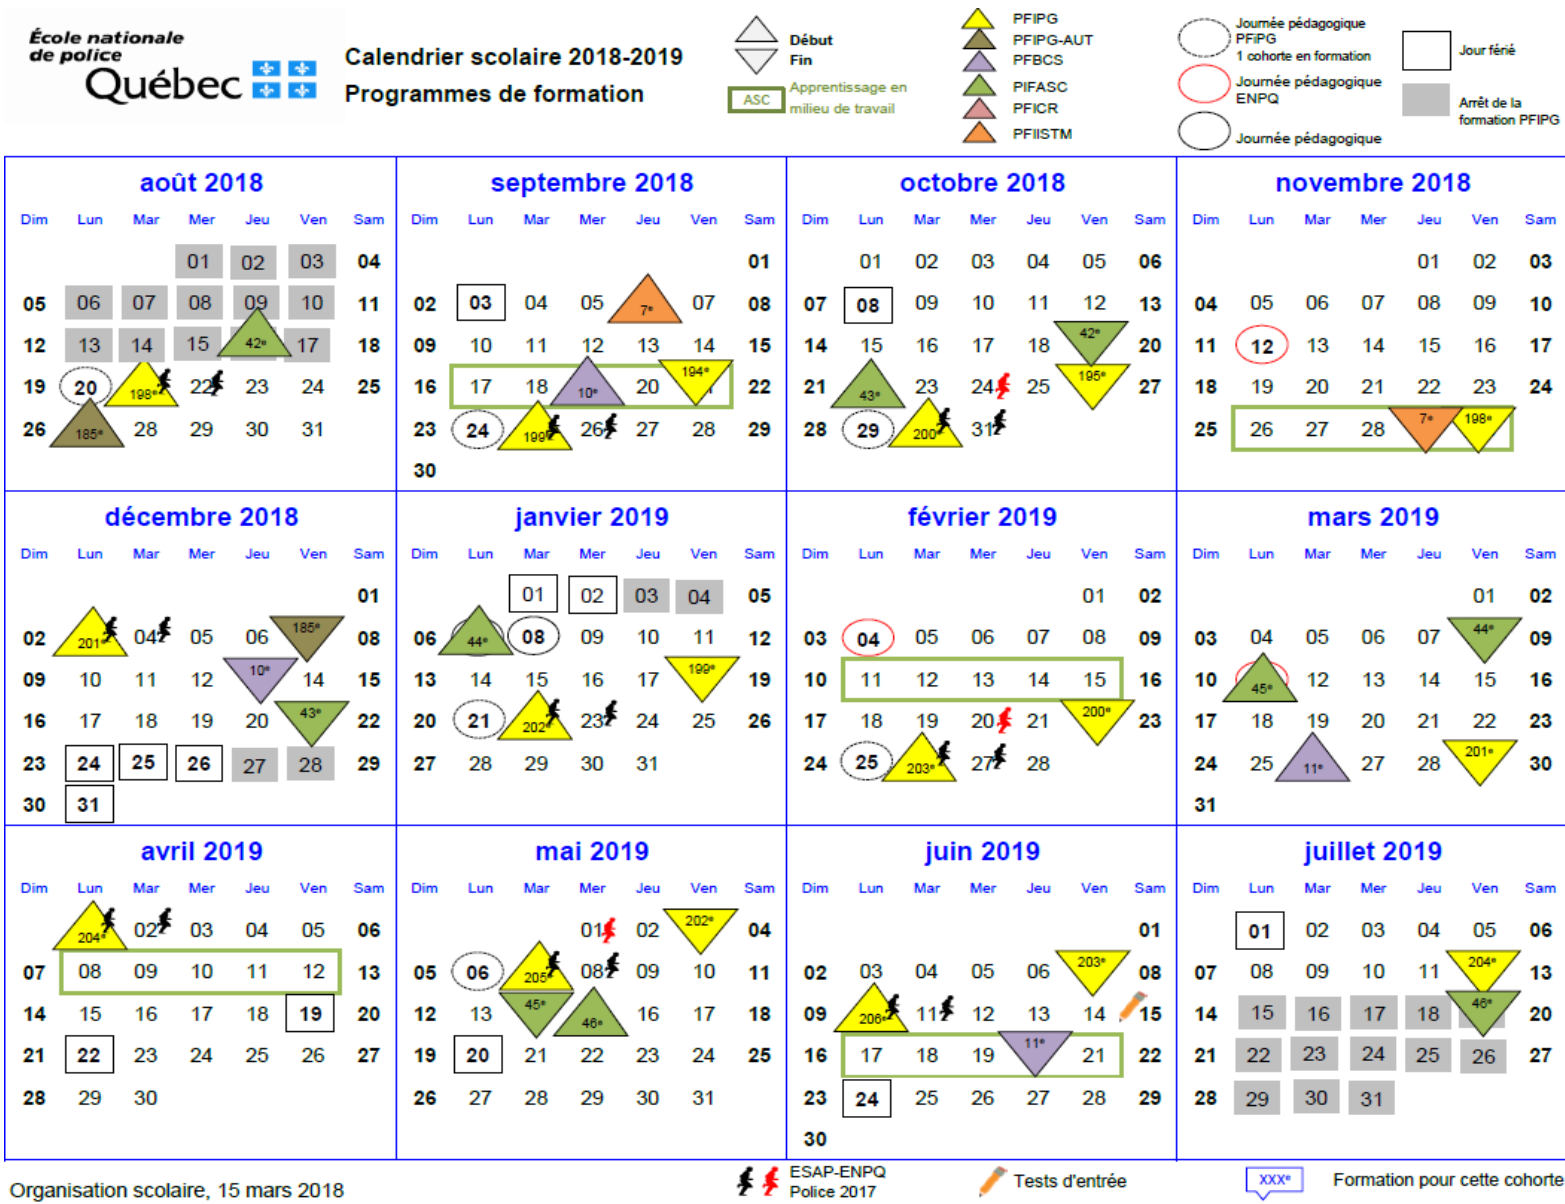 École nationale
de police
Québec
Calendrier scolaire 2018-2019
Programmes de formation
Début
Fin
ASC
Apprentissage en
milieu de travail
PFIPG
PFIPG-AUT
PFBCS
PIFASC
PFICR
PFIISTM
Journée pédagogique
PFiPG
1 cohorte en formation
Journée pédagogique
ENPQ
Journée pédagogique
Jour férié
Arrêt de la
formation PFIPG
août 2018
Dim Lun Mar Mer Jeu Ven Sam
01 02 03 04
05 06 07 08 09 10 11
12 13 14 15 42e 17 18
19 20 198e 22 23 24 25
26 185e 28 29 30 31
septembre 2018
Dim Lun Mar Mer Jeu Ven Sam
01
02 03 04 05 7e 07 08
09 10 11 12 13 14 15
16 17 18 10e 20 194e 22
23 24 199e 26 27 28 29
30
octobre 2018
Dim Lun Mar Mer Jeu Ven Sam
01 02 03 04 05 06
07 08 09 10 11 12 13
14 15 16 17 18 42e 20
21 43e 23 24 25 195e 27
28 29 200e 31
novembre 2018
Dim Lun Mar Mer Jeu Ven Sam
01 02 03
04 05 06 07 08 09 10
11 12 13 14 15 16 17
18 19 20 21 22 23 24
25 26 27 28 7e 198e
décembre 2018
Dim Lun Mar Mer Jeu Ven Sam
01
02 201e 04 05 06 185e 08
09 10 11 12 10e 14 15
16 17 18 19 20 43e 22
23 24 25 26 27 28 29
30 31
janvier 2019
Dim Lun Mar Mer Jeu Ven Sam
01 02 03 04 05
06 44e 08 09 10 11 12
13 14 15 16 17 199e 19
20 21 202e 23 24 25 26
27 28 29 30 31
février 2019
Dim Lun Mar Mer Jeu Ven Sam
01 02
03 04 05 06 07 08 09
10 11 12 13 14 15 16
17 18 19 20 21 200e 23
24 25 203e 27 28
mars 2019
Dim Lun Mar Mer Jeu Ven Sam
01 02
03 04 05 06 07 44e 09
10 45e 12 13 14 15 16
17 18 19 20 21 22 23
24 25 11e 27 28 201e 30
31
avril 2019
Dim Lun Mar Mer Jeu Ven Sam
204e 02 03 04 05 06
07 08 09 10 11 12 13
14 15 16 17 18 19 20
21 22 23 24 25 26 27
28 29 30
mai 2019
Dim Lun Mar Mer Jeu Ven Sam
01 02 202e 04
05 06 205e 08 09 10 11
12 13 45e 46e 16 17 18
19 20 21 22 23 24 25
26 27 28 29 30 31
juin 2019
Dim Lun Mar Mer Jeu Ven Sam
01
02 03 04 05 06 203e 08
09 206e 11 12 13 14 15
16 17 18 19 11e 21 22
23 24 25 26 27 28 29
30
juillet 2019
Dim Lun Mar Mer Jeu Ven Sam
01 02 03 04 05 06
07 08 09 10 11 204e 13
14 15 16 17 18 46e 20
21 22 23 24 25 26 27
28 29 30 31
Organisation scolaire, 15 mars 2018
ESAP-ENPQ
Police 2017
Tests d'entrée
XXXe
Formation pour cette cohorte